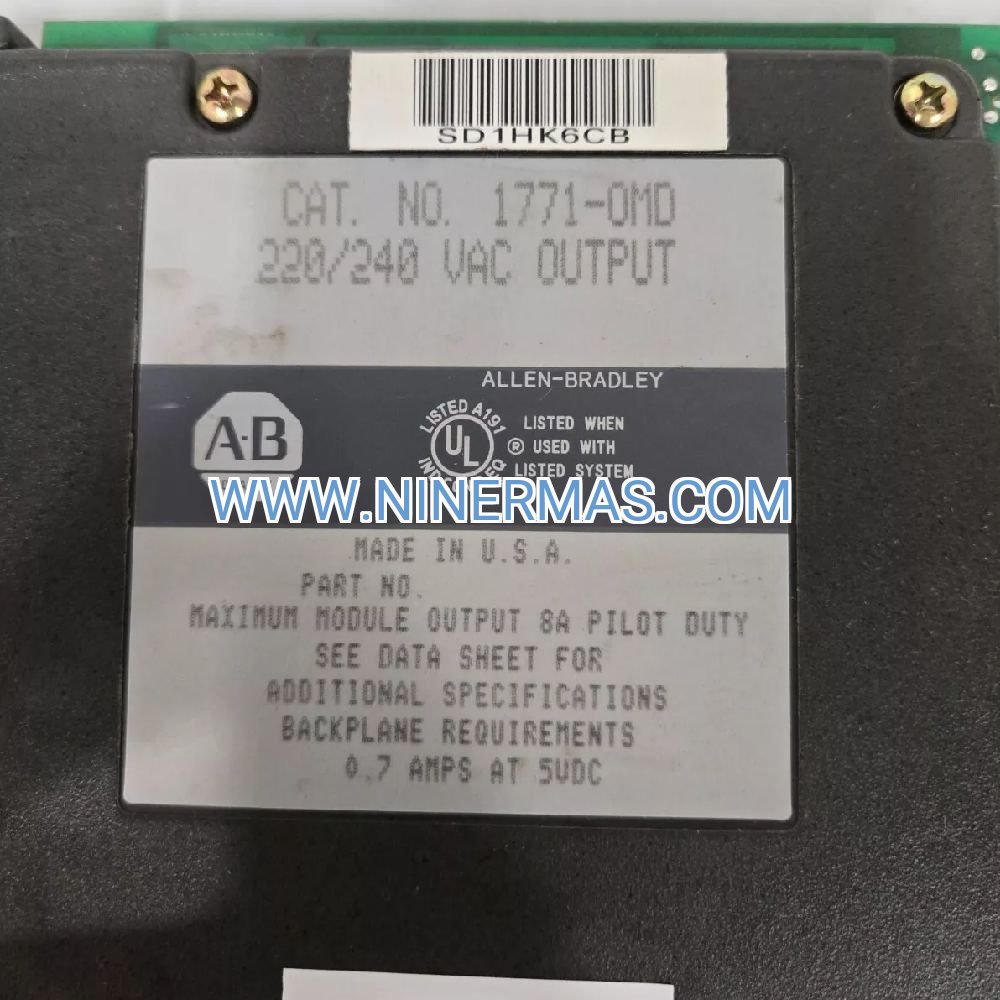 SD1HK6CB
CAT. NO. 1771-OMD
220/240 VAC OUTPUT
ALLEN-BRADLEY
A-B
LISTED A191
UL
®
LISTED WHEN
USED WITH
LISTED SYSTEM
WWW.NINERMAS.COM
MADE IN U.S.A.
PART NO.
MAXIMUM MODULE OUTPUT 8A PILOT DUTY
SEE DATA SHEET FOR
ADDITIONAL SPECIFICATIONS
BACKPLANE REQUIREMENTS
0.7 AMPS AT 5VDC